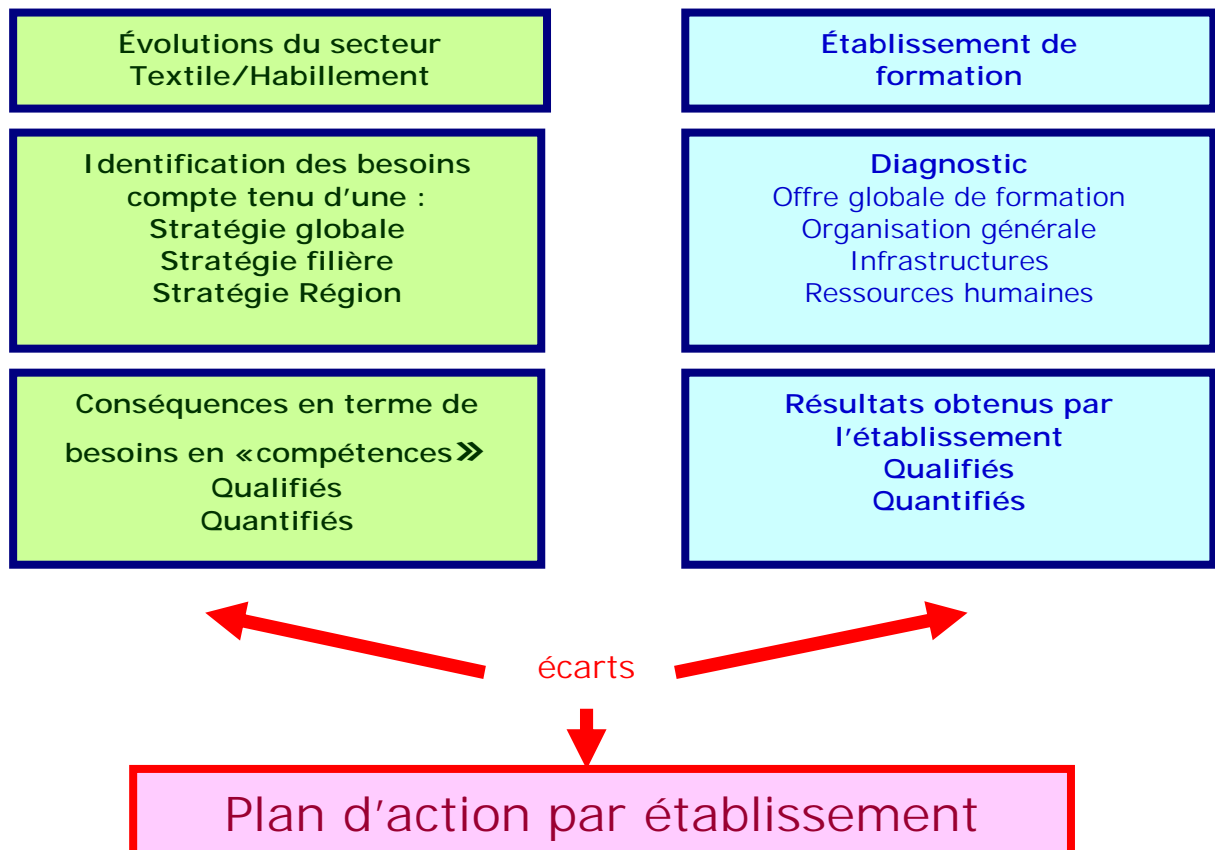 Évolutions du secteur
Textile/Habillement
Identification des besoins
compte tenu d'une :
Stratégie globale
Stratégie filière
Stratégie Région
Conséquences en terme de
besoins en «compétences»
Qualifiés
Quantifiés
Établissement de
formation
Diagnostic
Offre globale de formation
Organisation générale
Infrastructures
Ressources humaines
Résultats obtenus par
l'établissement
Qualifiés
Quantifiés
écarts
Plan d'action par établissement